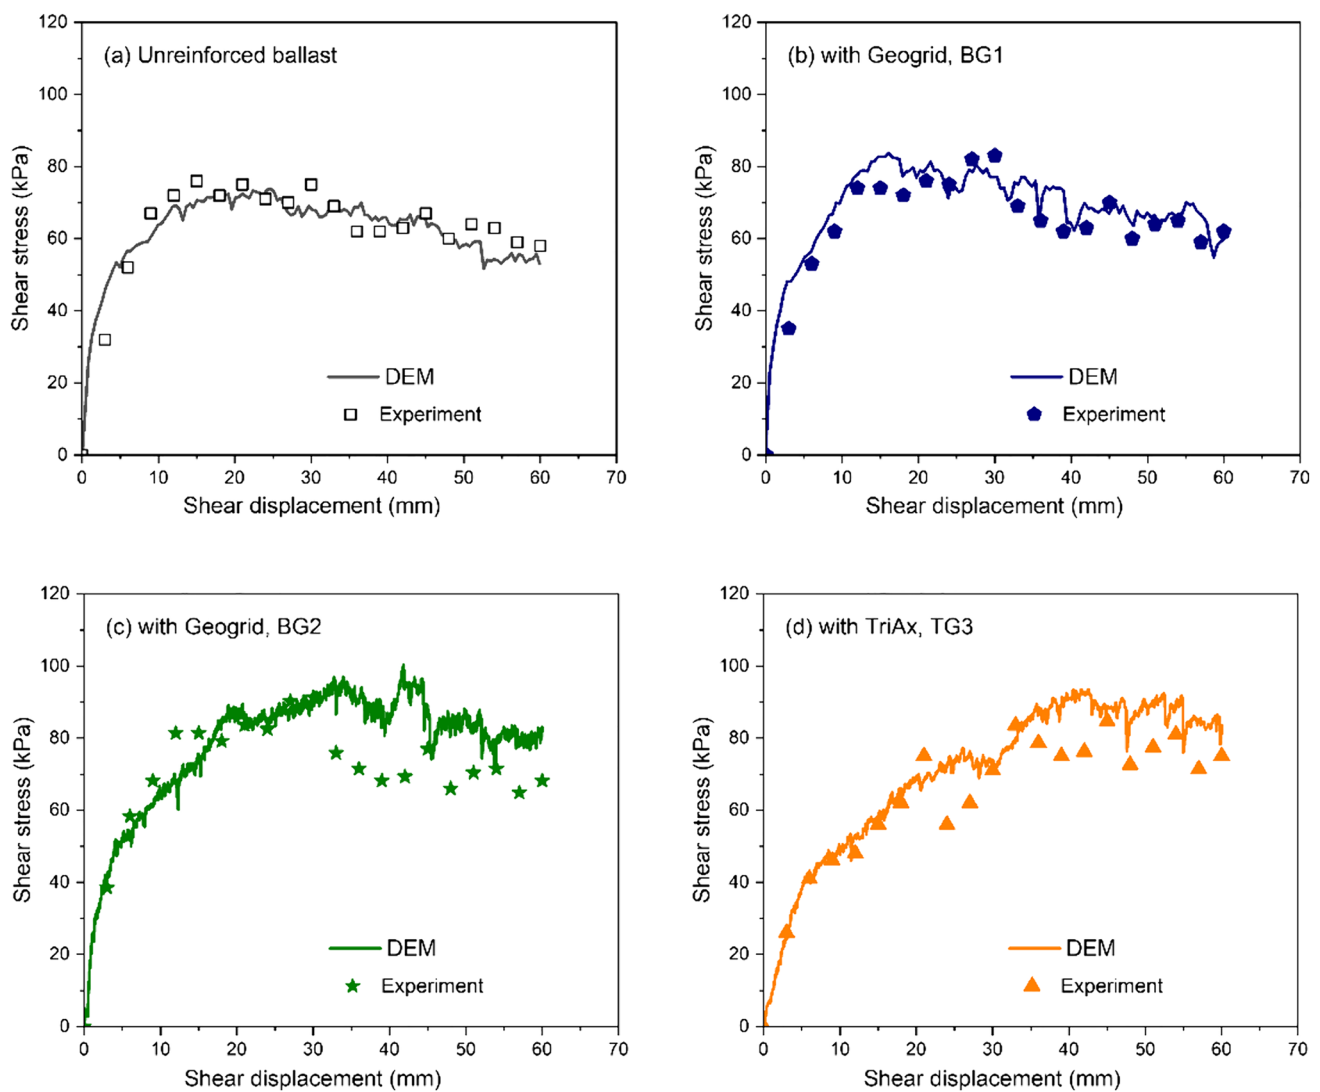 (a) Unreinforced ballast
120
100
80
60
40
20
0
Shear stress (kPa)
DEM
Experiment
0 10 20 30 40 50 60 70
Shear displacement (mm)
(b) with Geogrid, BG1
120
100
80
60
40
20
0
Shear stress (kPa)
DEM
Experiment
0 10 20 30 40 50 60 70
Shear displacement (mm)
(c) with Geogrid, BG2
120
100
80
60
40
20
0
Shear stress (kPa)
DEM
Experiment
0 10 20 30 40 50 60 70
Shear displacement (mm)
(d) with TriAx, TG3
120
100
80
60
40
20
0
Shear stress (kPa)
DEM
Experiment
0 10 20 30 40 50 60 70
Shear displacement (mm)